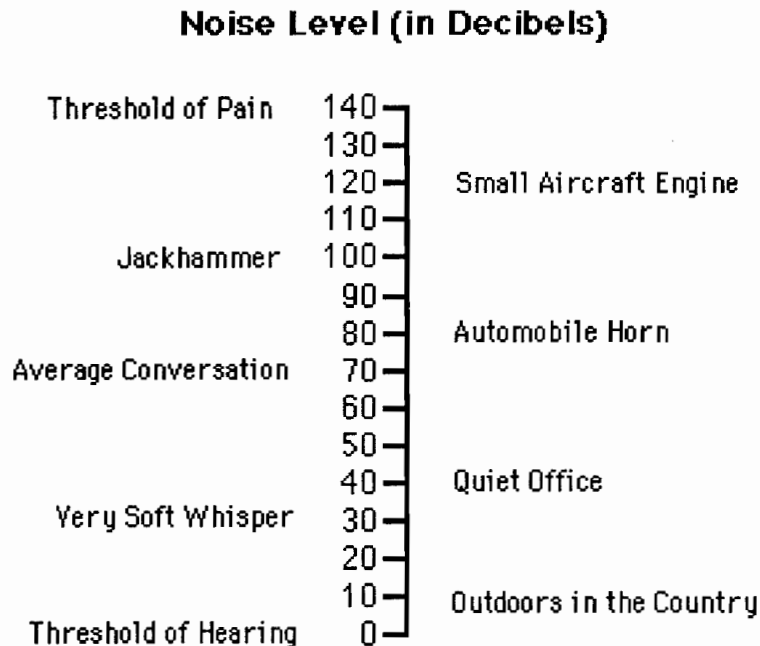 Noise Level (in Decibels)
Threshold of Pain 140
130
120 Small Aircraft Engine
110
Jackhammer 100
90
80 Automobile Horn
Average Conversation 70
60
50
40 Quiet Office
Very Soft Whisper 30
20
10 Outdoors in the Country
Threshold of Hearing 0